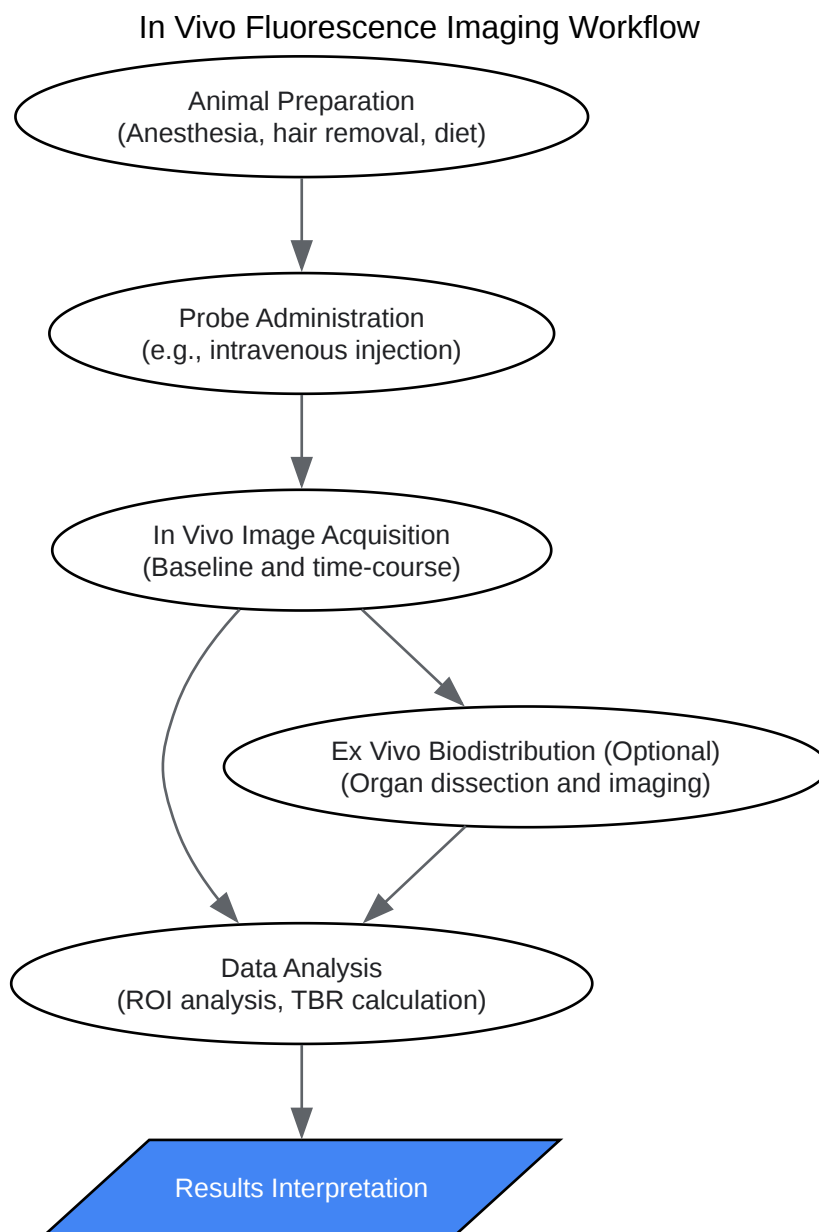 In Vivo Fluorescence Imaging Workflow
Animal Preparation
(Anesthesia, hair removal, diet)
Probe Administration
(e.g., intravenous injection)
In Vivo Image Acquisition
(Baseline and time-course)
Ex Vivo Biodistribution (Optional)
(Organ dissection and imaging)
Data Analysis
(ROI analysis, TBR calculation)
Results Interpretation